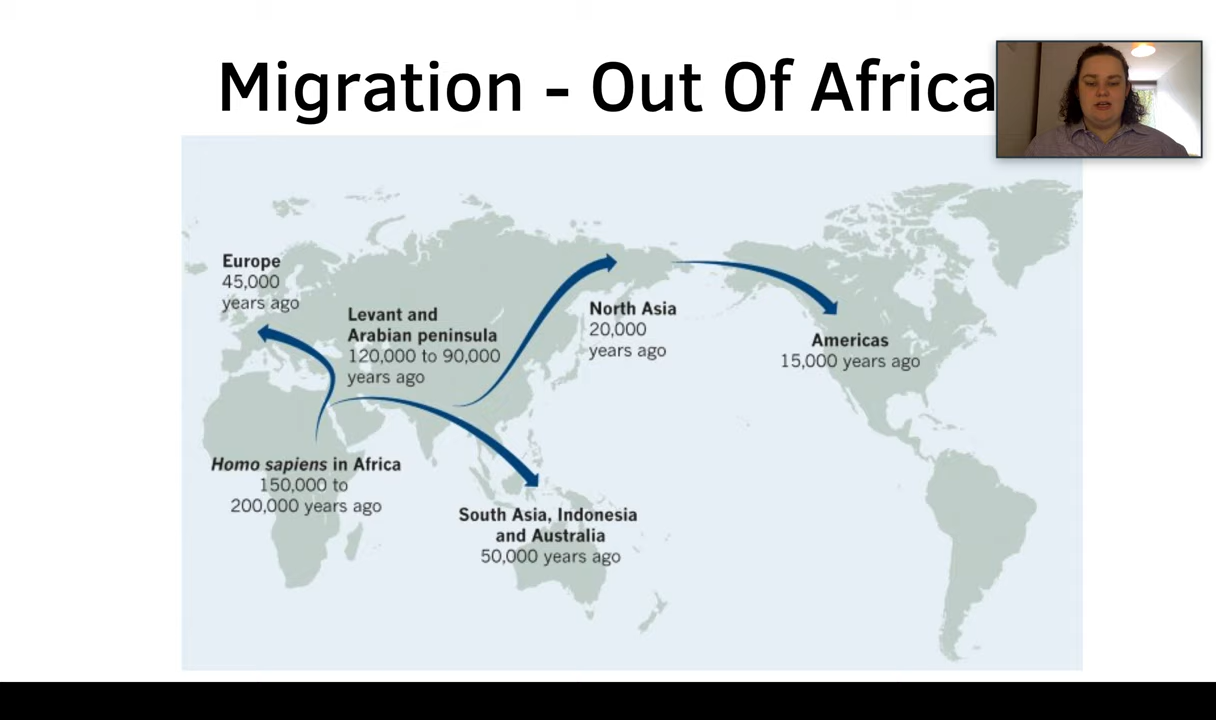 Migration - Out Of Africa
Europe
45,000
years ago
Levant and
Arabian peninsula
120,000 to 90,000
years ago
North Asia
20,000
years ago
Americas
15,000 years ago
Homo sapiens in Africa
150,000 to
200,000 years ago
South Asia, Indonesia
and Australia
50,000 years ago